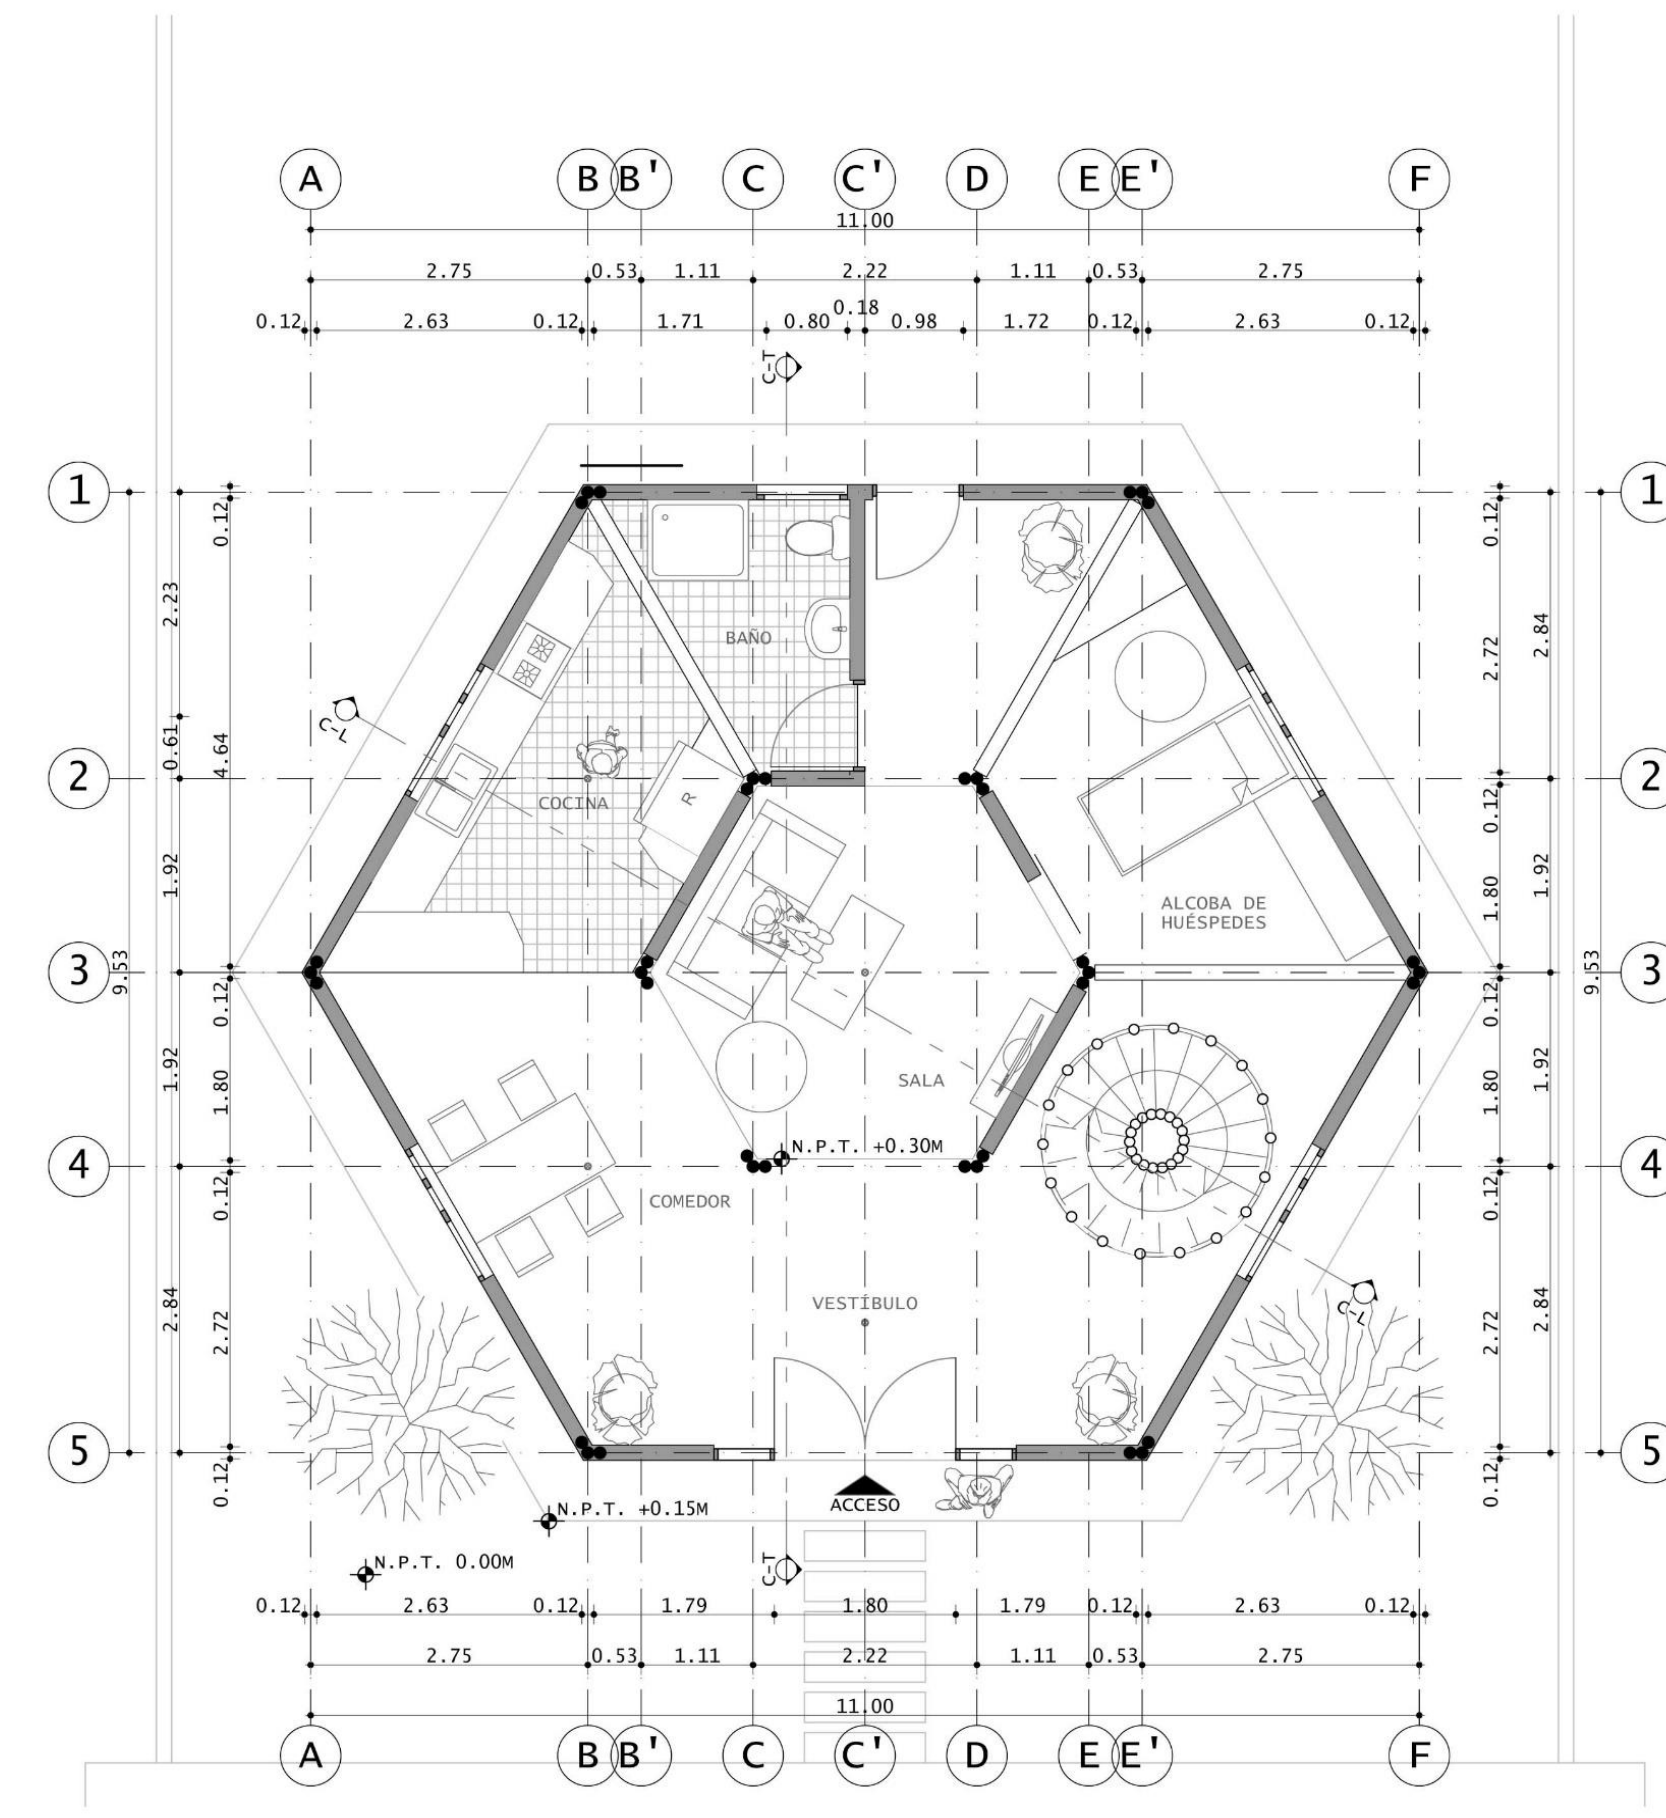 A B B' C C' D E E' F
11.00
2.75 0.53 1.11 2.22 1.11 0.53 2.75
0.18
0.12 2.63 0.12 1.71 0.80 0.98 1.72 0.12 2.63 0.12
C-T
1 1
0.12 0.12
2.23 2.84
BAÑO
2.72
C-L
0.61 4.64
2 2
R
COCINA
0.12
1.92 1.92
1.80
ALCOBA DE
HUÉSPEDES
3 3
9.53 9.53
0.12 0.12
1.92 1.80 1.80 1.92
SALA
N.P.T. +0.30M
4 4
0.12 0.12
COMEDOR
VESTÍBULO
C-L
2.84 2.72 2.72 2.84
5 5
0.12 0.12
ACCESO
N.P.T. +0.15M
N.P.T. 0.00M
C-T
0.12 2.63 0.12 1.79 1.80 1.79 0.12 2.63 0.12
2.75 0.53 1.11 2.22 1.11 0.53 2.75
11.00
A B B' C C' D E E' F